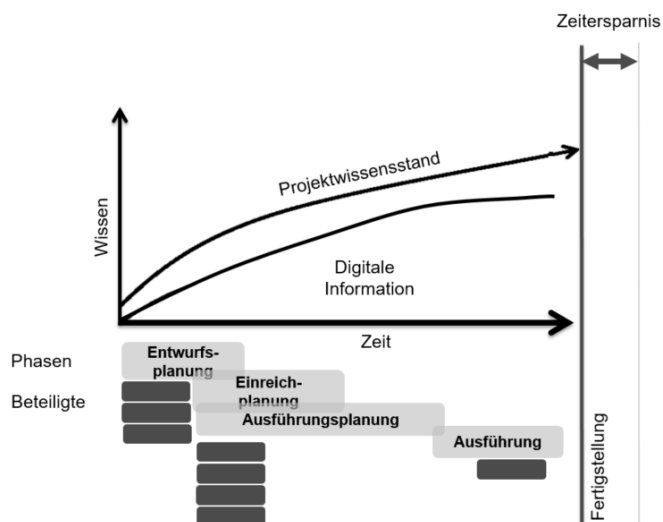 Zeitersparnis
Projektwissensstand
Wissen
Digitale
Information
Zeit
Phasen
Entwurfs-
planung
Einreich-
planung
Beteiligte
Ausführungsplanung
Ausführung
Fertigstellung